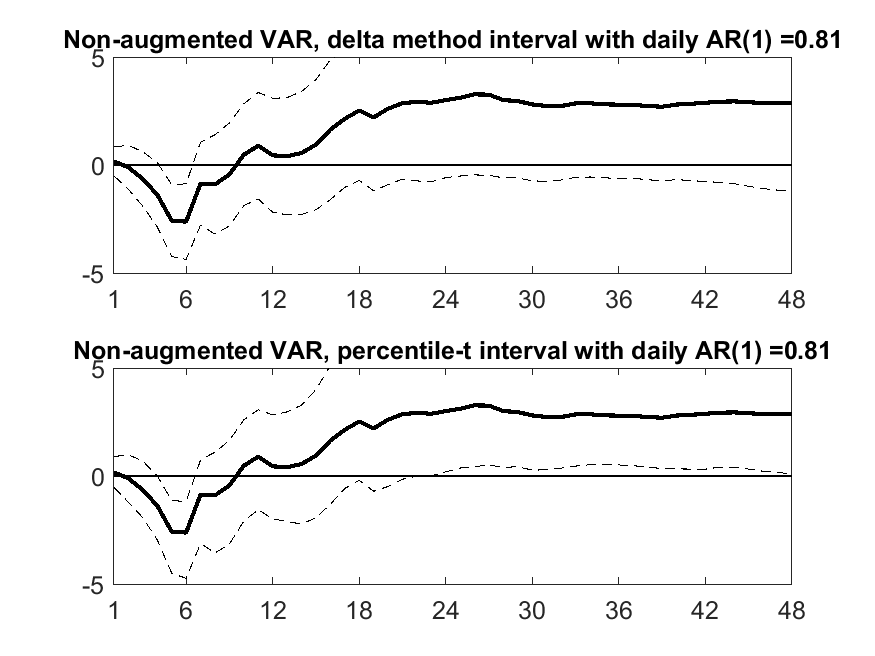 Non-augmented VAR, delta method interval with daily AR(1) =0.81
5
0
-5
1 6 12 18 24 30 36 42 48
Non-augmented VAR, percentile-t interval with daily AR(1) =0.81
5
0
-5
1 6 12 18 24 30 36 42 48